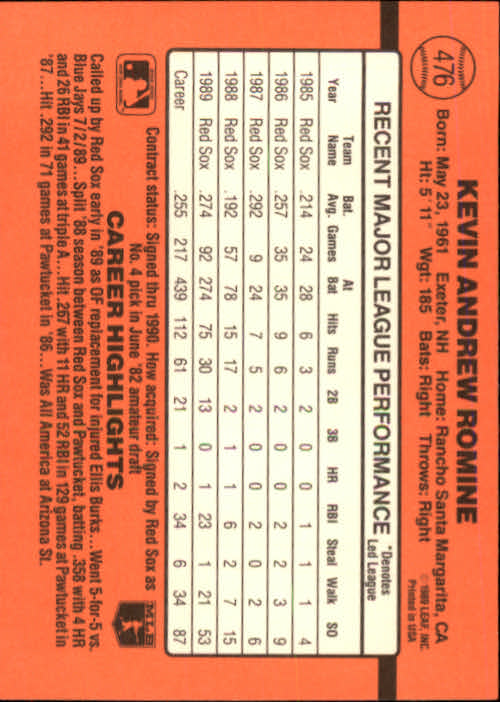 476
KEVIN ANDREW ROMINE
Born: May 23, 1961 Exeter, NH Home: Rancho Santa Margarita, CA
Ht: 5' 11" Wgt: 185 Bats: Right Throws: Right
© 1989 LEAF, INC.
Printed in USA
RECENT MAJOR LEAGUE PERFORMANCE *Denotes Led League
Year Team Name Bat. Avg. Games At Bat Hits Runs 2B 3B HR RBI Steal Walk SO
1985 Red Sox .214 24 28 6 3 2 0 0 1 1 1 4
1986 Red Sox .257 35 35 9 6 2 0 0 2 2 3 9
1987 Red Sox .292 9 24 7 5 2 0 0 2 0 2 6
1988 Red Sox .192 57 78 15 17 2 1 1 6 2 7 15
1989 Red Sox .274 92 274 75 30 13 0 1 23 1 21 53
Career .255 217 439 112 61 21 1 2 34 6 34 87
Contract status: Signed thru 1990. How acquired: Signed by Red Sox as
No. 4 pick in June '82 amateur draft
MLB
CAREER HIGHLIGHTS
Called up by Red Sox early in '89 as OF replacement for injured Ellis Burks...Went 5-for-5 vs.
Blue Jays 7/2/89...Split '88 season between Red Sox and Pawtucket, batting .358 with 4 HR
and 26 RBI in 41 games at triple A...Hit .267 with 11 HR and 52 RBI in 129 games at Pawtucket in
'87...Hit .292 in 71 games at Pawtucket in '86...Was All America at Arizona St.